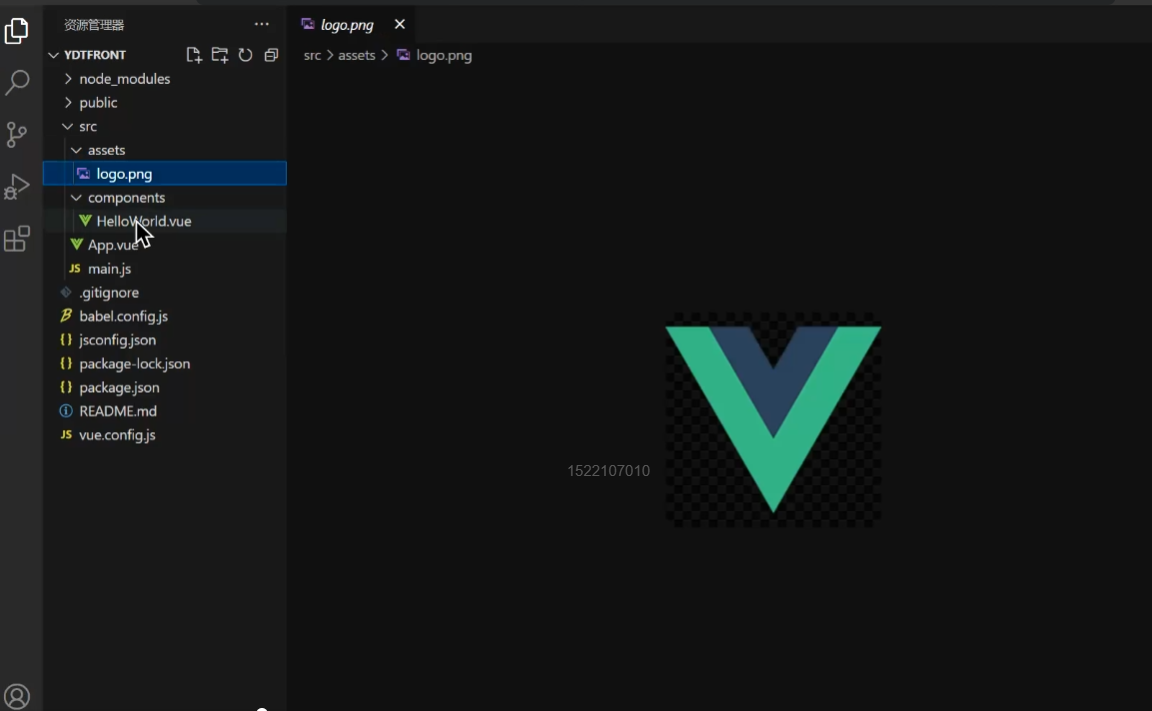 资源管理器
YDTFRONT
node_modules
public
src
assets
logo.png
components
HelloWorld.vue
App.vue
JS main.js
.gitignore
babel.config.js
{} jsconfig.json
{} package-lock.json
{} package.json
README.md
JS vue.config.js
logo.png
src > assets > logo.png
1522107010